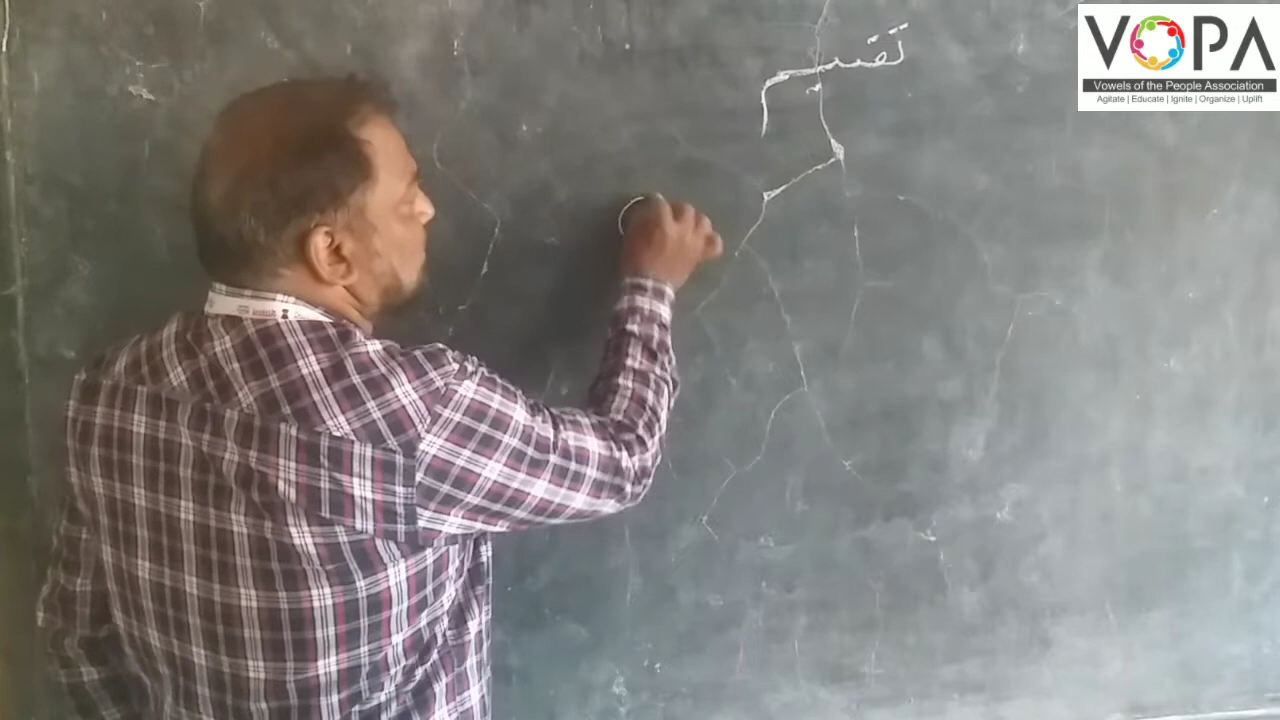 VOPA
Vowels of the People Association
Agitate | Educate | Ignite | Organize | Uplift
تقسیم